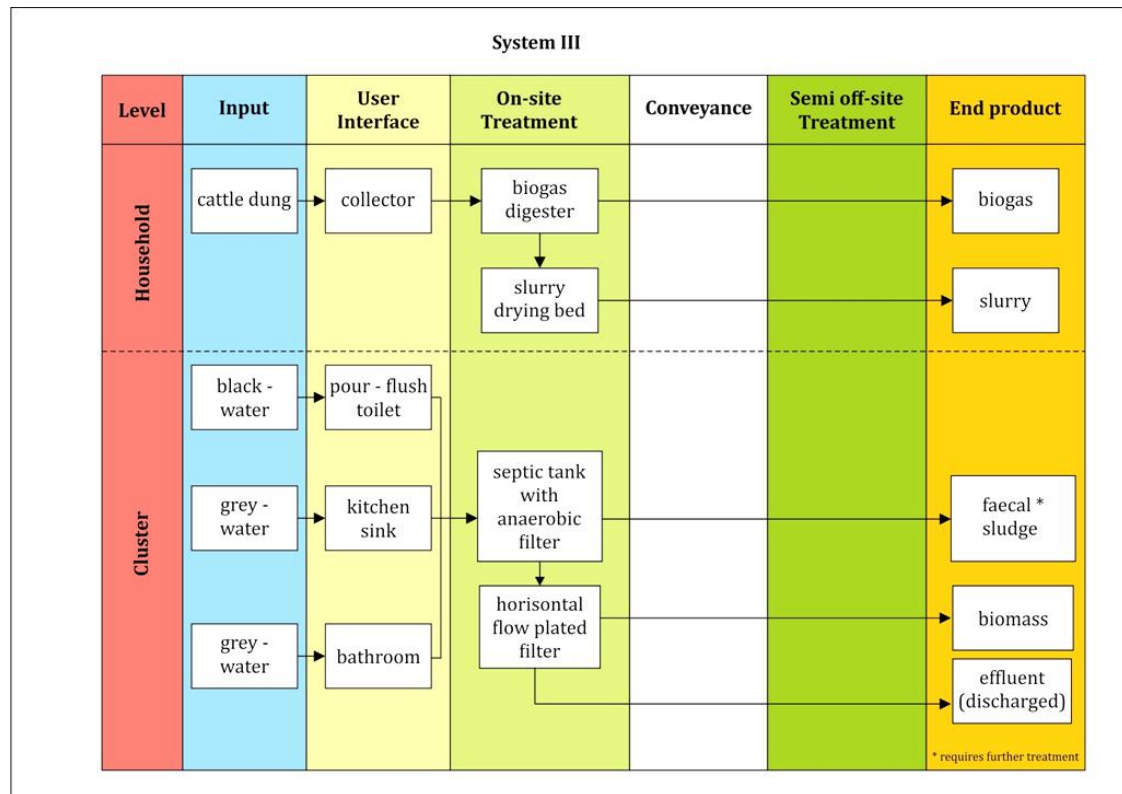 System III
Level
Input
User
Interface
On-site
Treatment
Conveyance
Semi off-site
Treatment
End product
Household
cattle dung
collector
biogas
digester
biogas
slurry
drying bed
slurry
Cluster
black -
water
pour - flush
toilet
grey -
water
kitchen
sink
septic tank
with
anaerobic
filter
faecal *
sludge
horisontal
flow plated
filter
biomass
grey -
water
bathroom
effluent
(discharged)
* requires further treatment